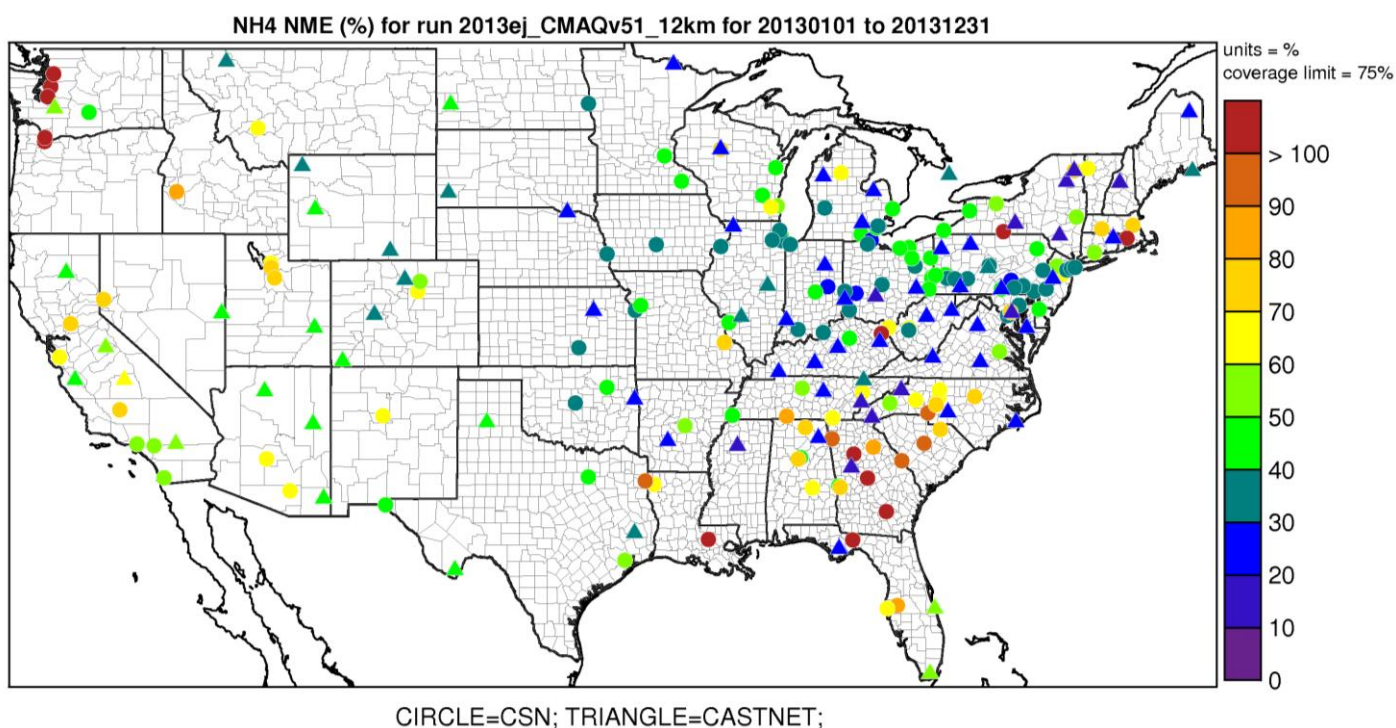 NH4 NME (%) for run 2013ej_CMAQv51_12km for 20130101 to 20131231
units = %
coverage limit = 75%
> 100
90
80
70
60
50
40
30
20
10
0
CIRCLE=CSN; TRIANGLE=CASTNET;